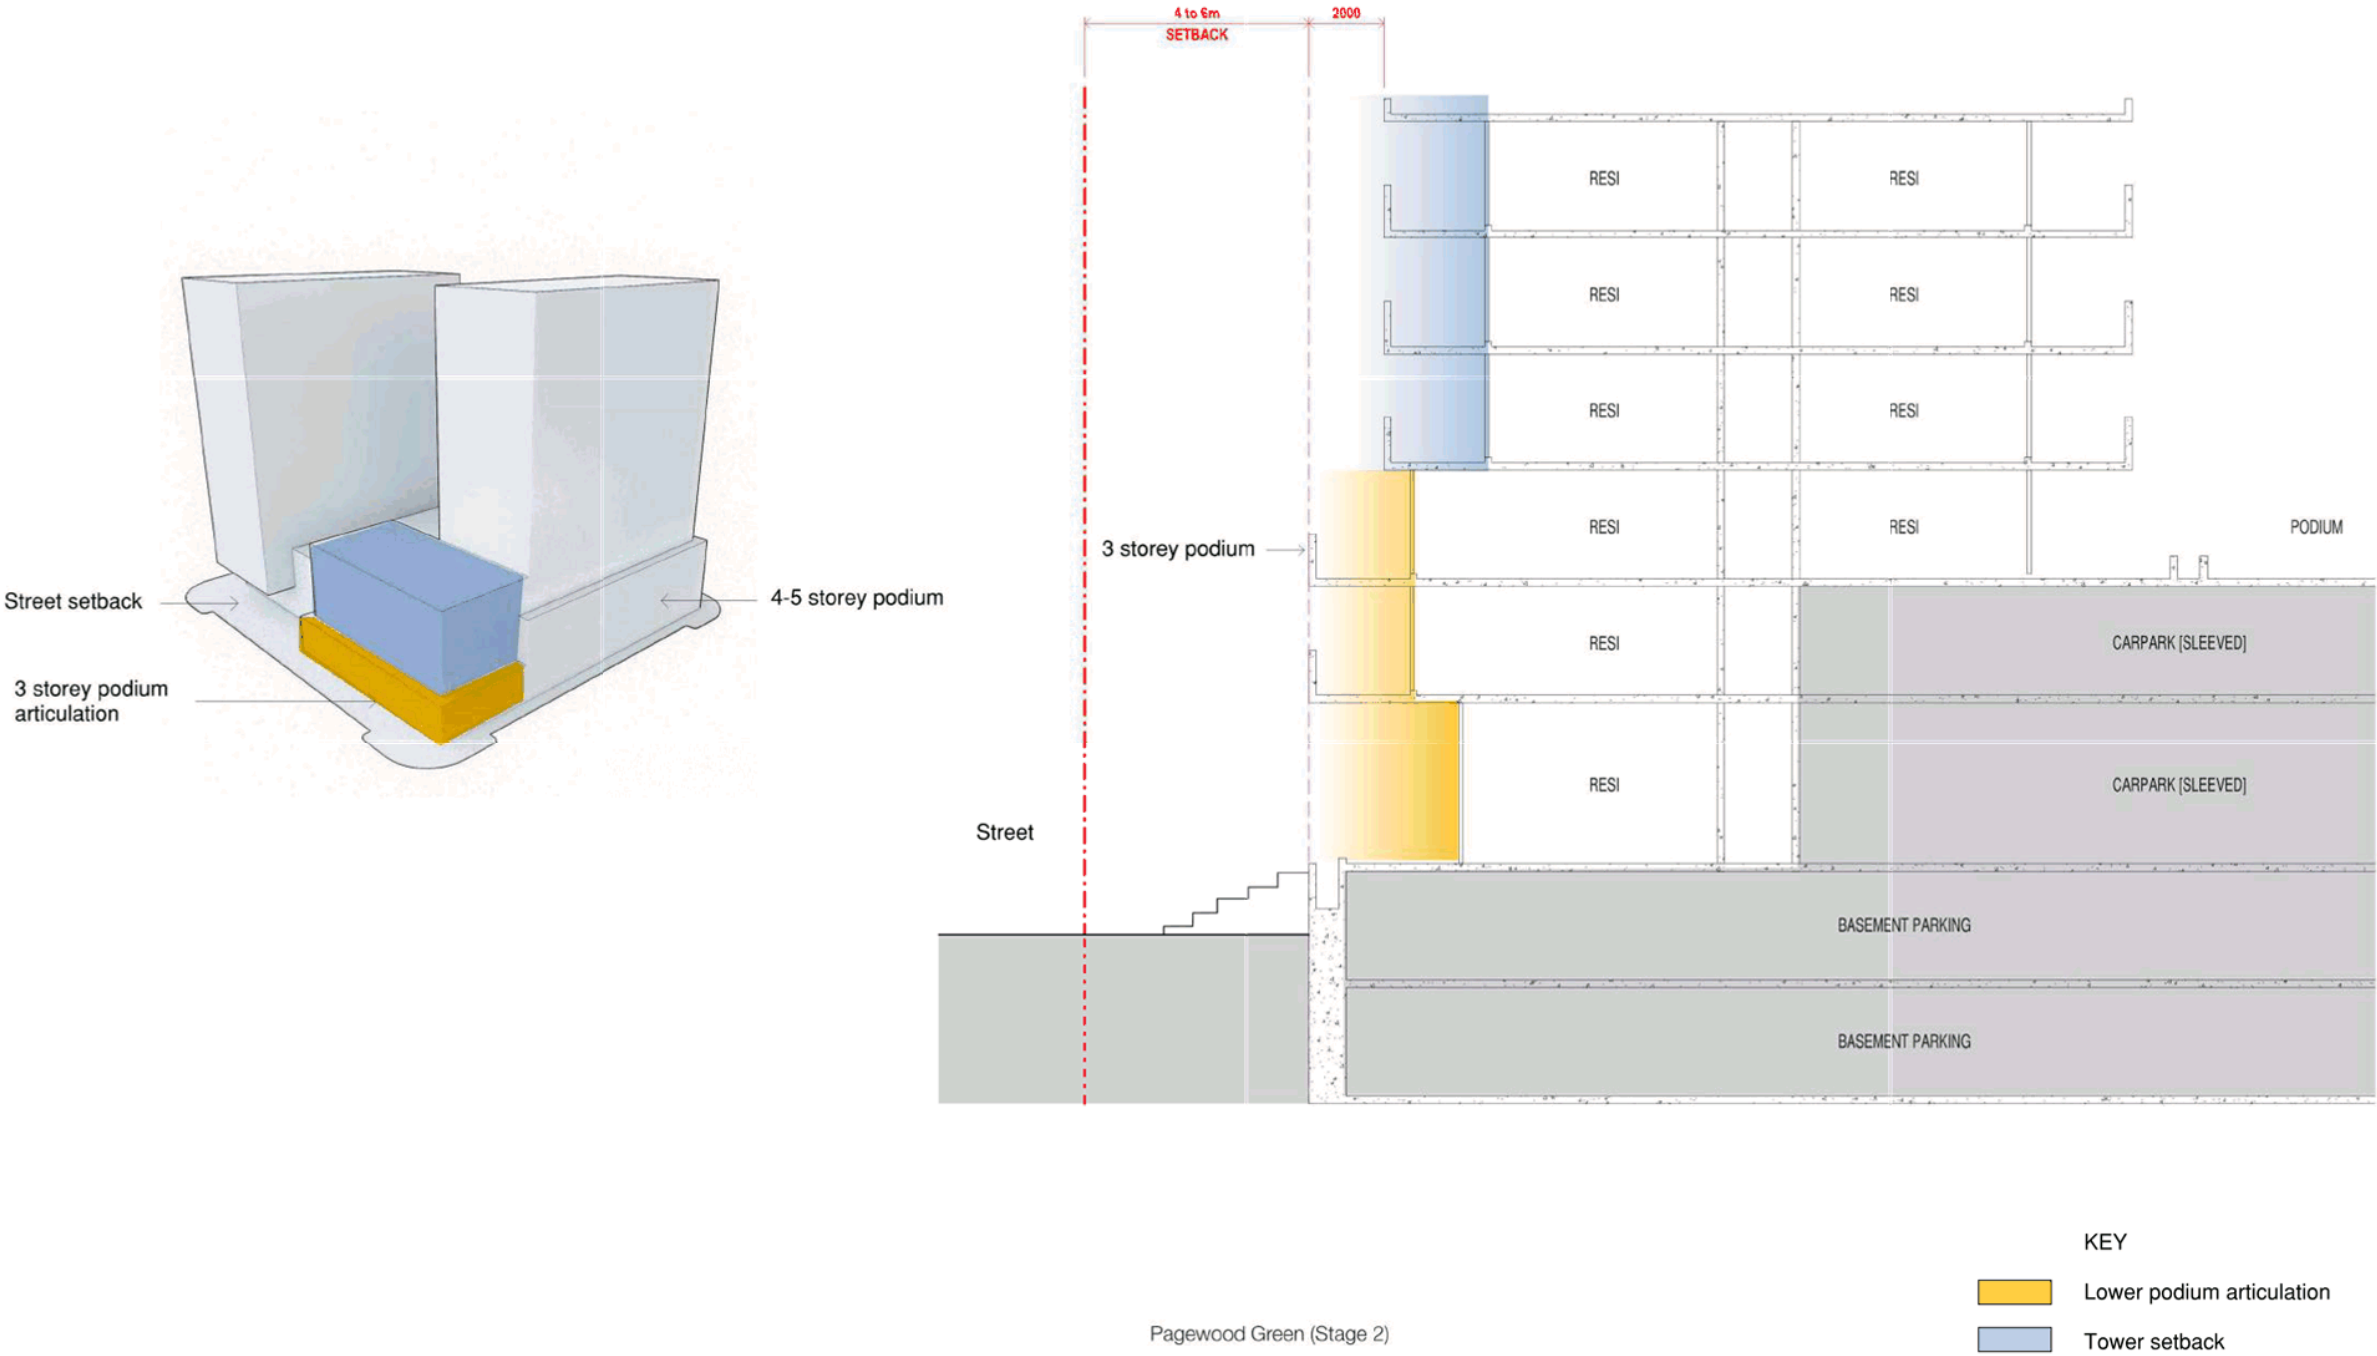 4 to 6m
2000
SETBACK
RESI
RESI
RESI
RESI
RESI
RESI
3 storey podium
RESI
RESI
PODIUM
Street setback
4-5 storey podium
RESI
CARPARK [SLEEVED]
3 storey podium
articulation
RESI
CARPARK [SLEEVED]
Street
BASEMENT PARKING
BASEMENT PARKING
KEY
Lower podium articulation
Pagewood Green (Stage 2)
Tower setback